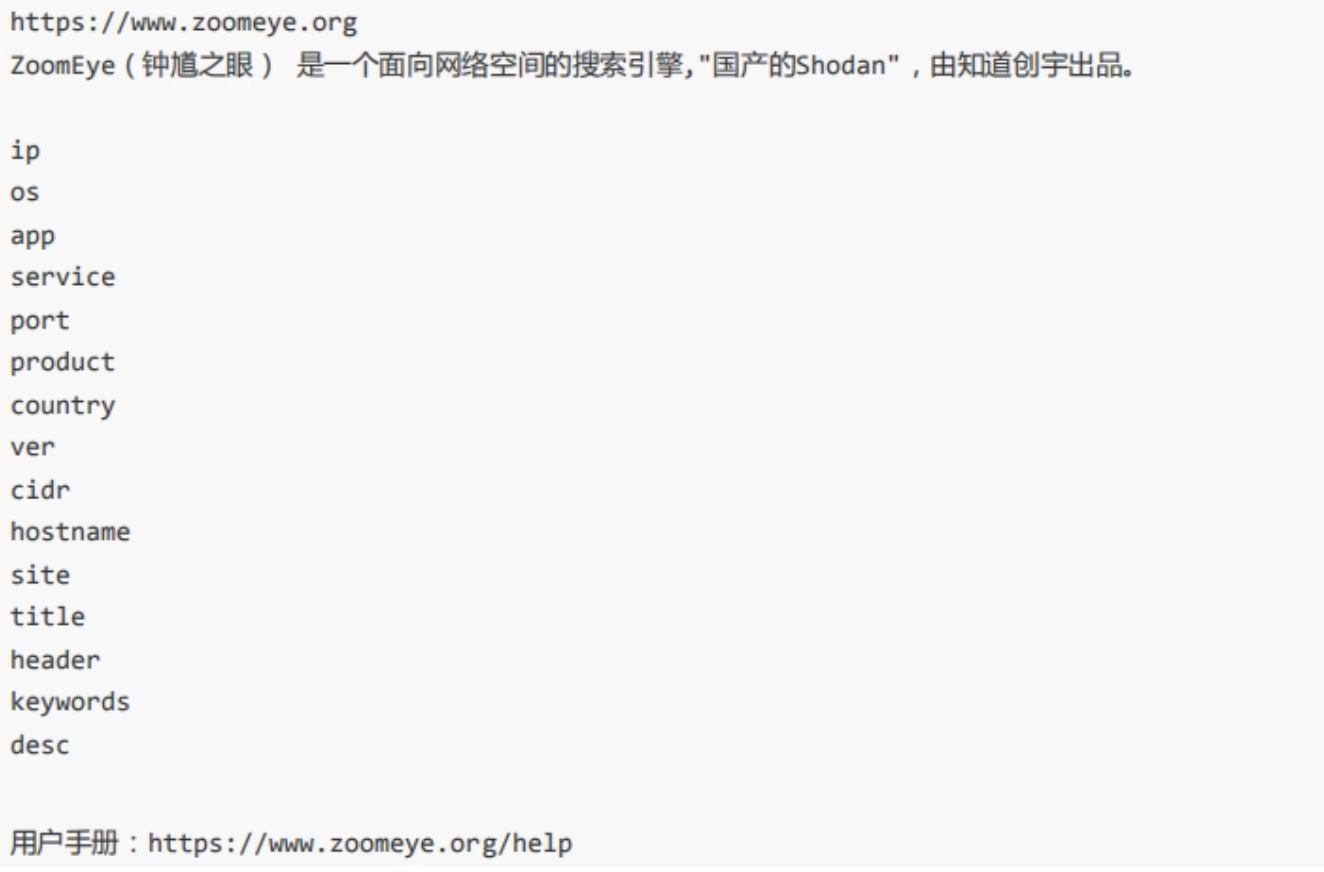 https://www.zoomeye.org
ZoomEye（钟馗之眼） 是一个面向网络空间的搜索引擎,"国产的Shodan"，由知道创宇出品。
ip
os
app
service
port
product
country
ver
cidr
hostname
site
title
header
keywords
desc
用户手册：https://www.zoomeye.org/help